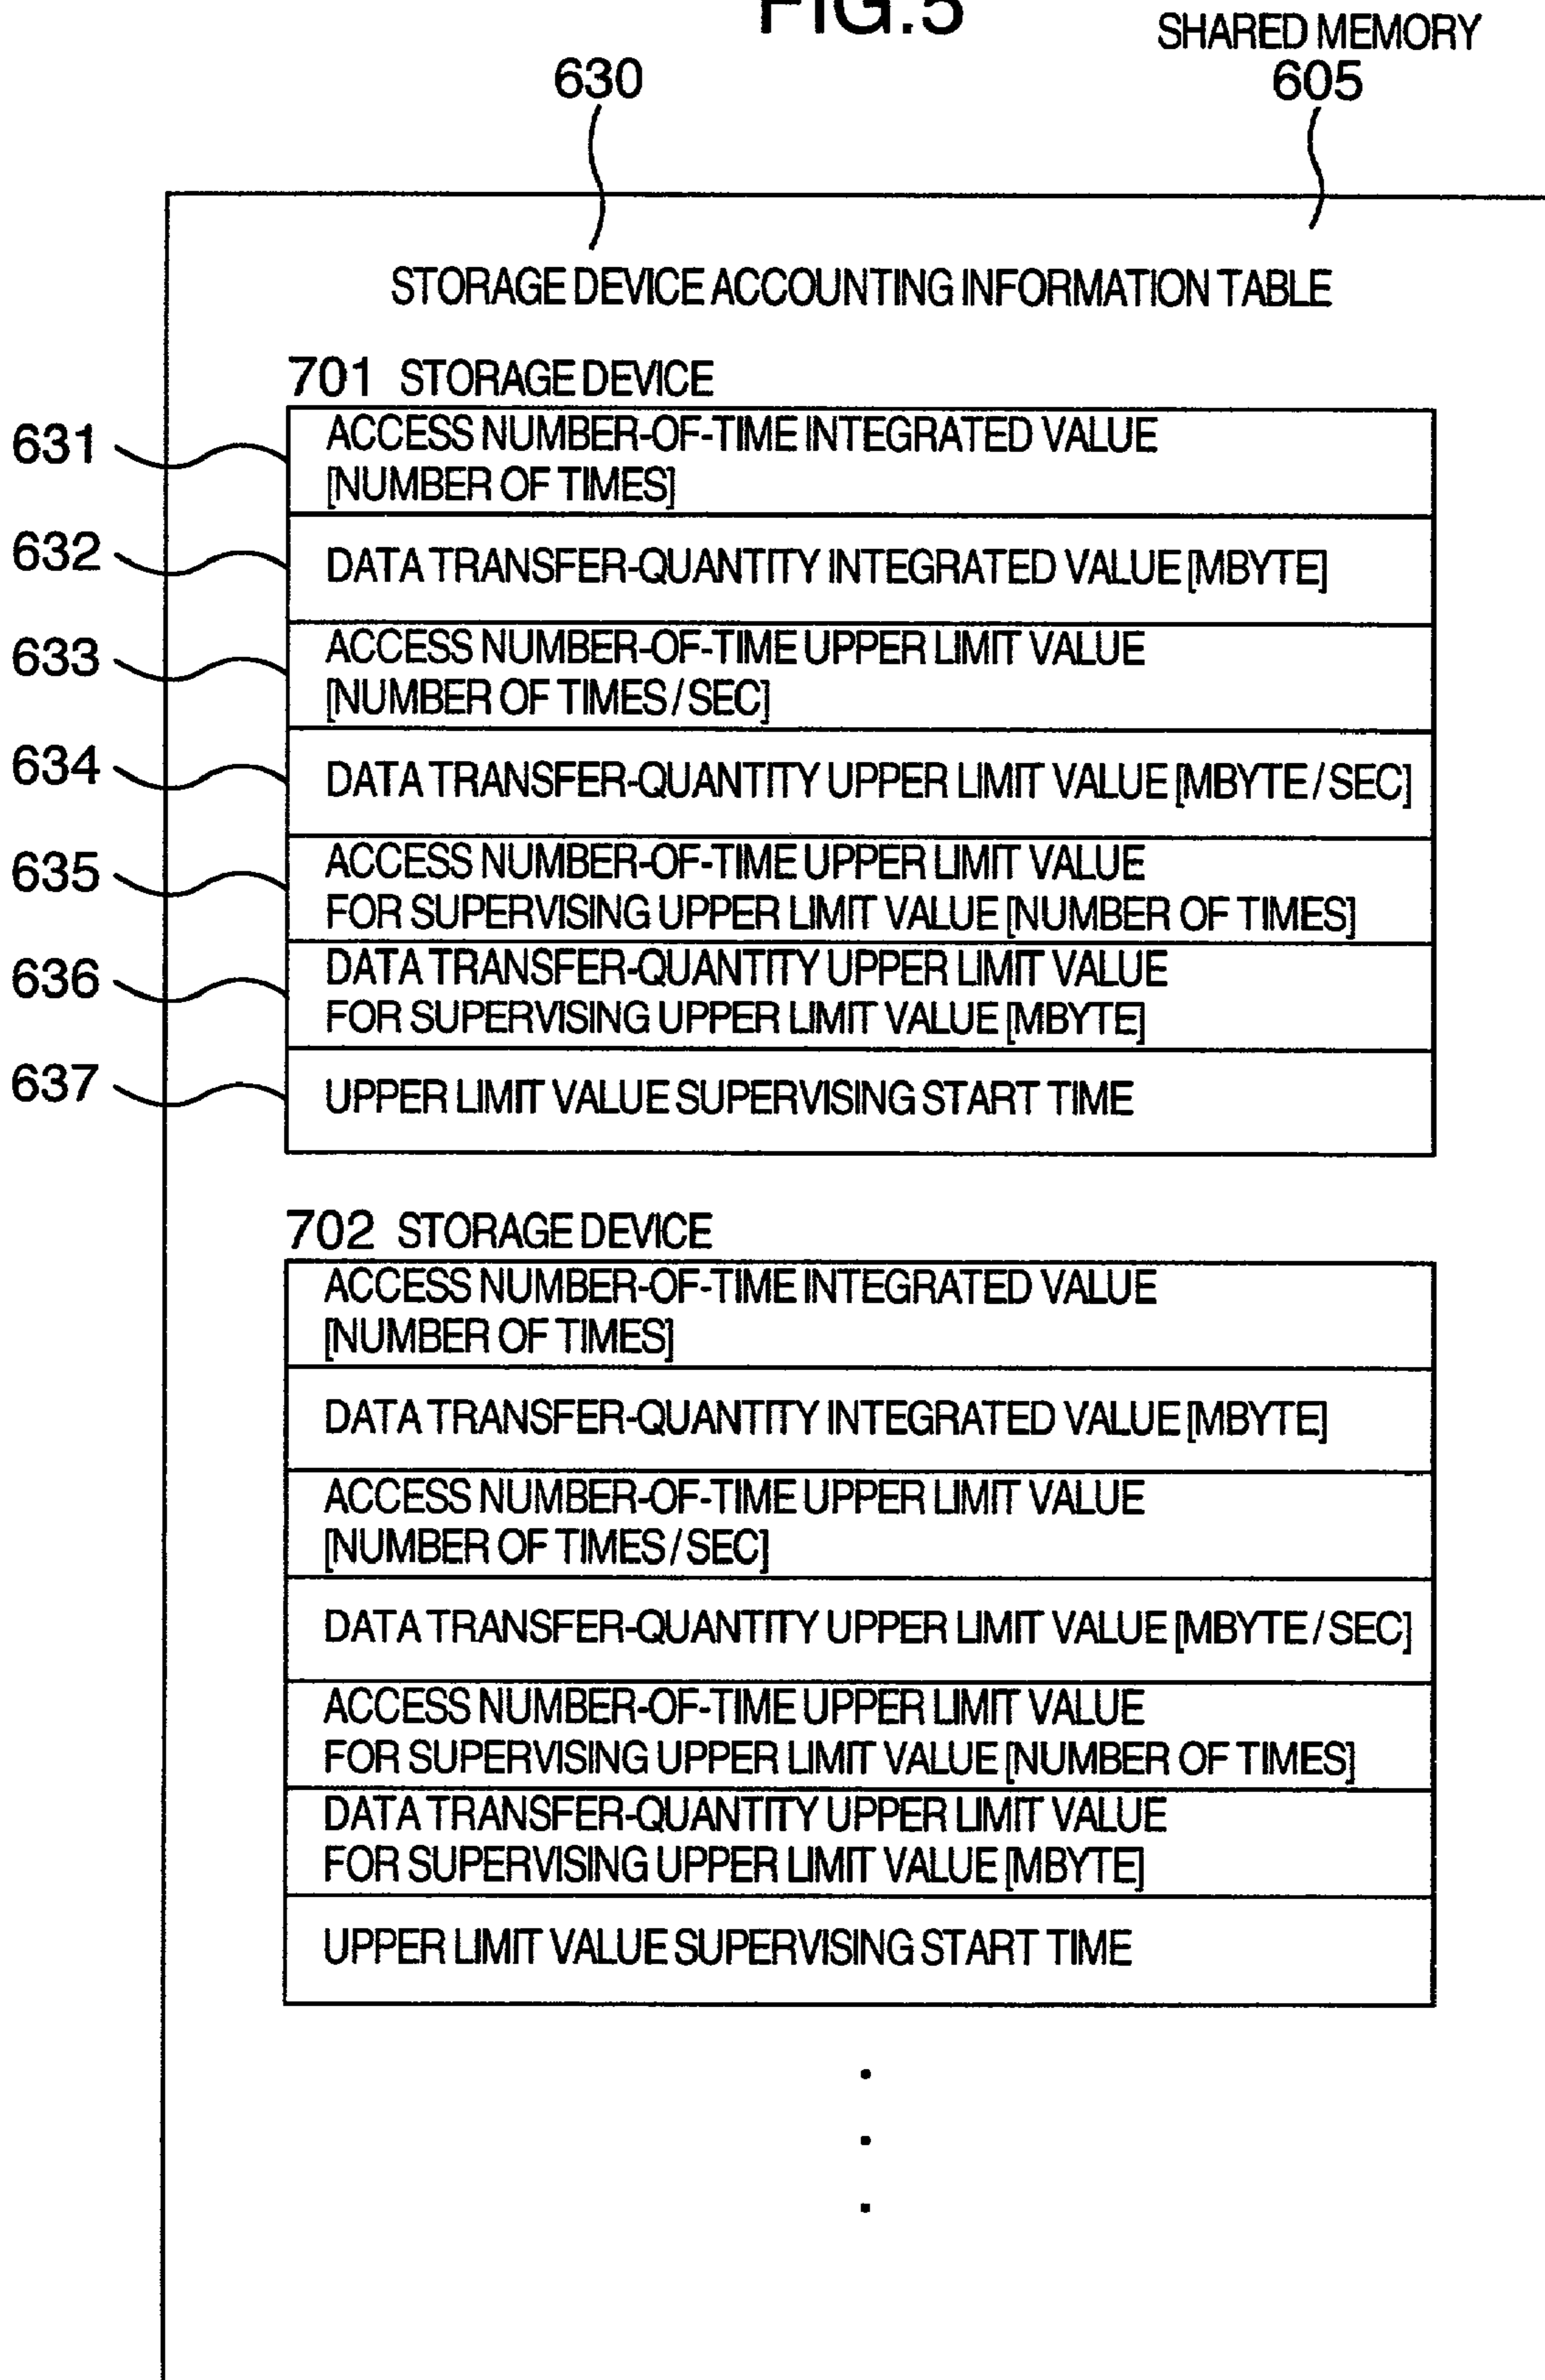 FIG.5
SHARED MEMORY
630
605
STORAGE DEVICE ACCOUNTING INFORMATION TABLE
701 STORAGE DEVICE
631
ACCESS NUMBER-OF-TIME INTEGRATED VALUE
[NUMBER OF TIMES]
632
DATA TRANSFER-QUANTITY INTEGRATED VALUE [MBYTE]
633
ACCESS NUMBER-OF-TIME UPPER LIMIT VALUE
[NUMBER OF TIMES/SEC]
634
DATA TRANSFER-QUANTITY UPPER LIMIT VALUE [MBYTE/SEC]
635
ACCESS NUMBER-OF-TIME UPPER LIMIT VALUE
FOR SUPERVISING UPPER LIMIT VALUE [NUMBER OF TIMES]
636
DATA TRANSFER-QUANTITY UPPER LIMIT VALUE
FOR SUPERVISING UPPER LIMIT VALUE [MBYTE]
637
UPPER LIMIT VALUE SUPERVISING START TIME
702 STORAGE DEVICE
ACCESS NUMBER-OF-TIME INTEGRATED VALUE
[NUMBER OF TIMES]
DATA TRANSFER-QUANTITY INTEGRATED VALUE [MBYTE]
ACCESS NUMBER-OF-TIME UPPER LIMIT VALUE
[NUMBER OF TIMES/SEC]
DATA TRANSFER-QUANTITY UPPER LIMIT VALUE [MBYTE/SEC]
ACCESS NUMBER-OF-TIME UPPER LIMIT VALUE
FOR SUPERVISING UPPER LIMIT VALUE [NUMBER OF TIMES]
DATA TRANSFER-QUANTITY UPPER LIMIT VALUE
FOR SUPERVISING UPPER LIMIT VALUE [MBYTE]
UPPER LIMIT VALUE SUPERVISING START TIME